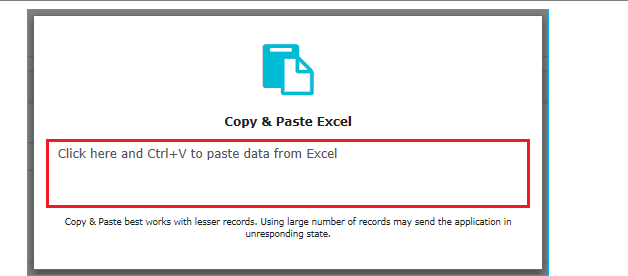 Copy & Paste Excel
Click here and Ctrl+V to paste data from Excel
Copy & Paste best works with lesser records. Using large number of records may send the application in
unresponding state.